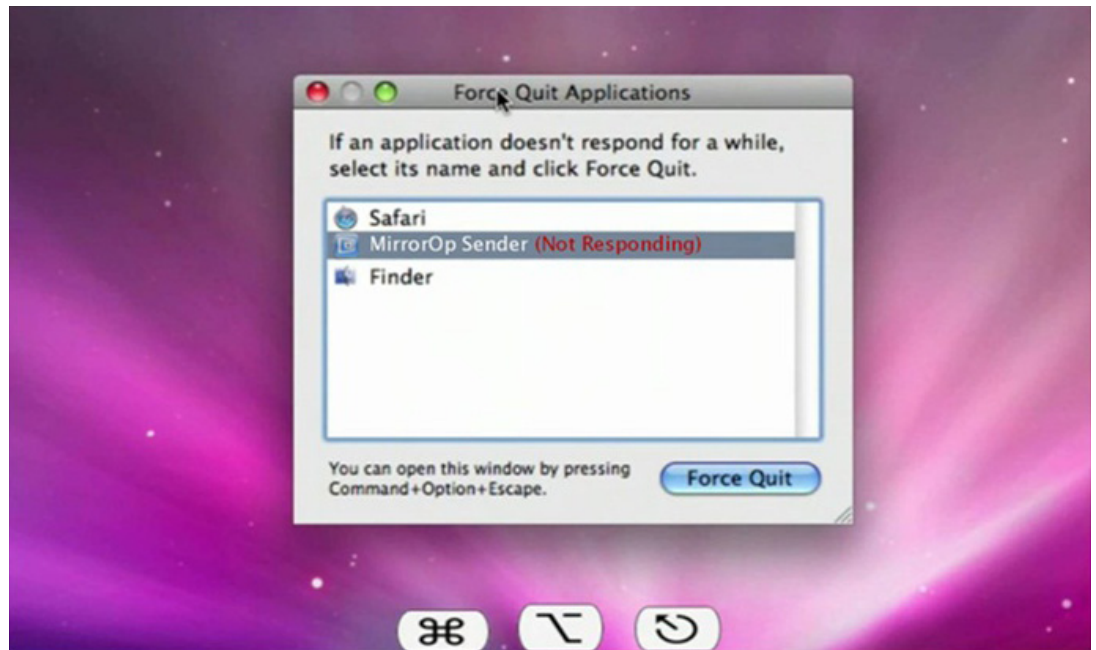 Force Quit Applications
If an application doesn't respond for a while,
select its name and click Force Quit.
Safari
MirrorOp Sender (Not Responding)
Finder
You can open this window by pressing
Command+Option+Escape.
Force Quit
⌘ ⌥ ⎋